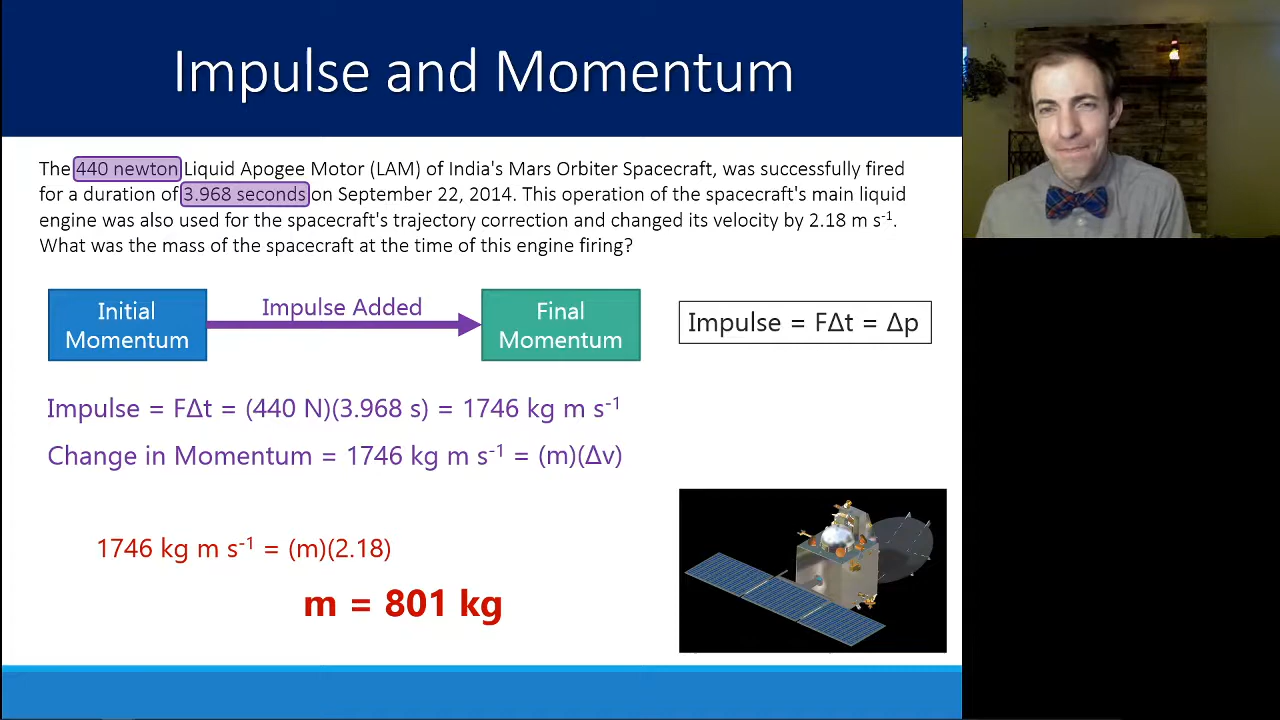 Impulse and Momentum
The 440 newton Liquid Apogee Motor (LAM) of India's Mars Orbiter Spacecraft, was successfully fired
for a duration of 3.968 seconds on September 22, 2014. This operation of the spacecraft's main liquid
engine was also used for the spacecraft's trajectory correction and changed its velocity by 2.18 m s⁻¹.
What was the mass of the spacecraft at the time of this engine firing?
Initial
Momentum
Impulse Added
Final
Momentum
Impulse = FΔt = Δp
Impulse = FΔt = (440 N)(3.968 s) = 1746 kg m s⁻¹
Change in Momentum = 1746 kg m s⁻¹ = (m)(Δv)
1746 kg m s⁻¹ = (m)(2.18)
m = 801 kg